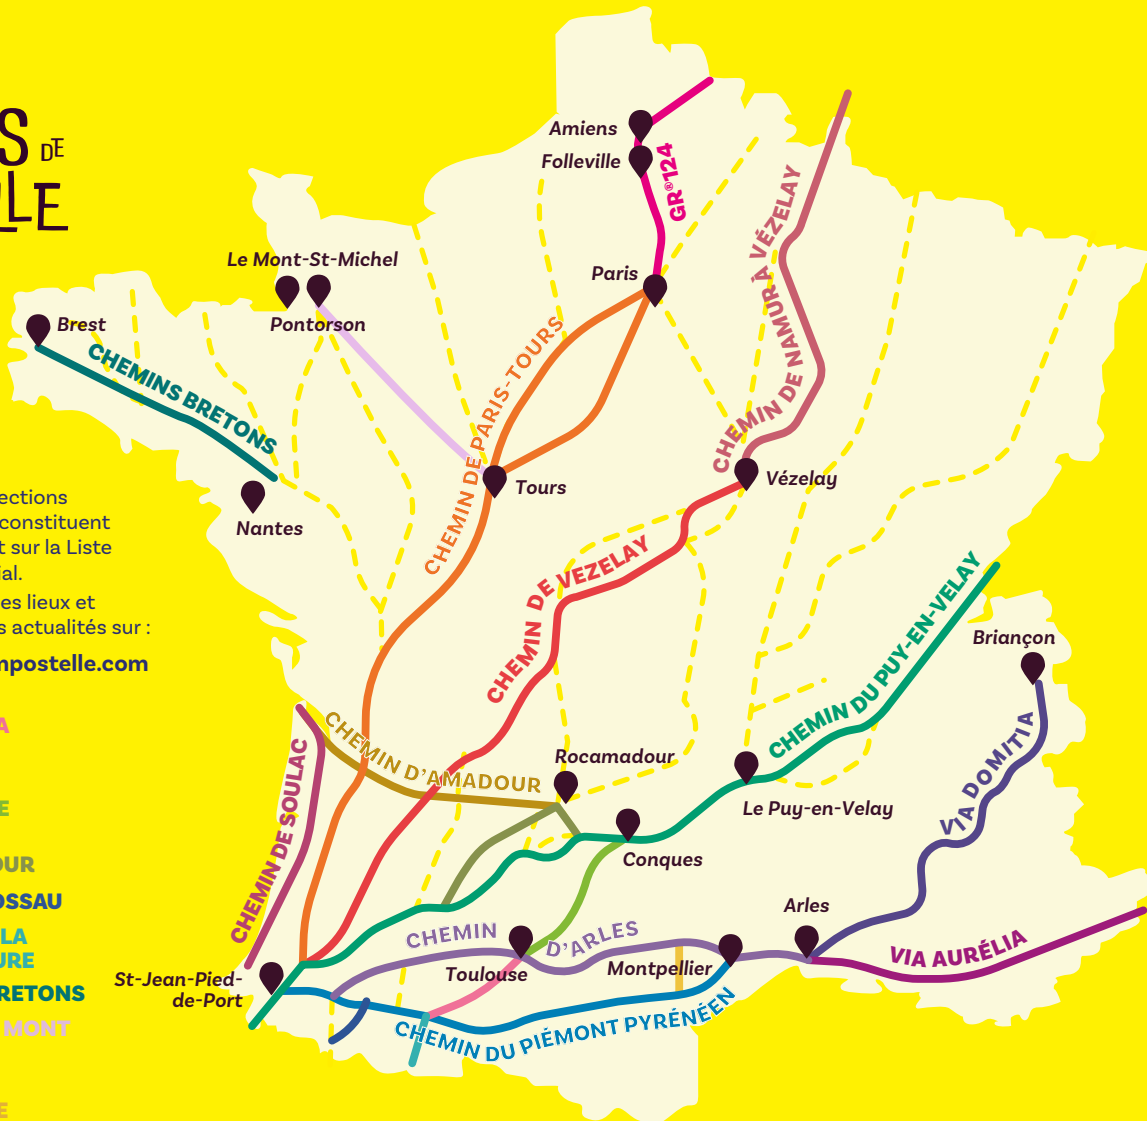 S DE
LLE
Amiens
Folleville
GR®124
Paris
CHEMIN DE NAMUR À VÉZELAY
Le Mont-St-Michel
Pontorson
Brest
CHEMINS BRETONS
CHEMIN DE PARIS-TOURS
Tours
Vézelay
Nantes
CHEMIN DE VEZELAY
ections
constituent
t sur la Liste
ial.
es lieux et
s actualités sur :
mpostelle.com
CHEMIN DU PUY-EN-VELAY
Briançon
A
CHEMIN D'AMADOUR
CHEMIN DE SOULAC
Rocamadour
Le Puy-en-Velay
VIA DOMITIA
E
Conques
OUR
OSSAU
LA
URE
RETONS
MONT
E
CHEMIN D'ARLES
Arles
VIA AURÉLIA
Toulouse
Montpellier
St-Jean-Pied-
de-Port
CHEMIN DU PIÉMONT PYRÉNÉEN